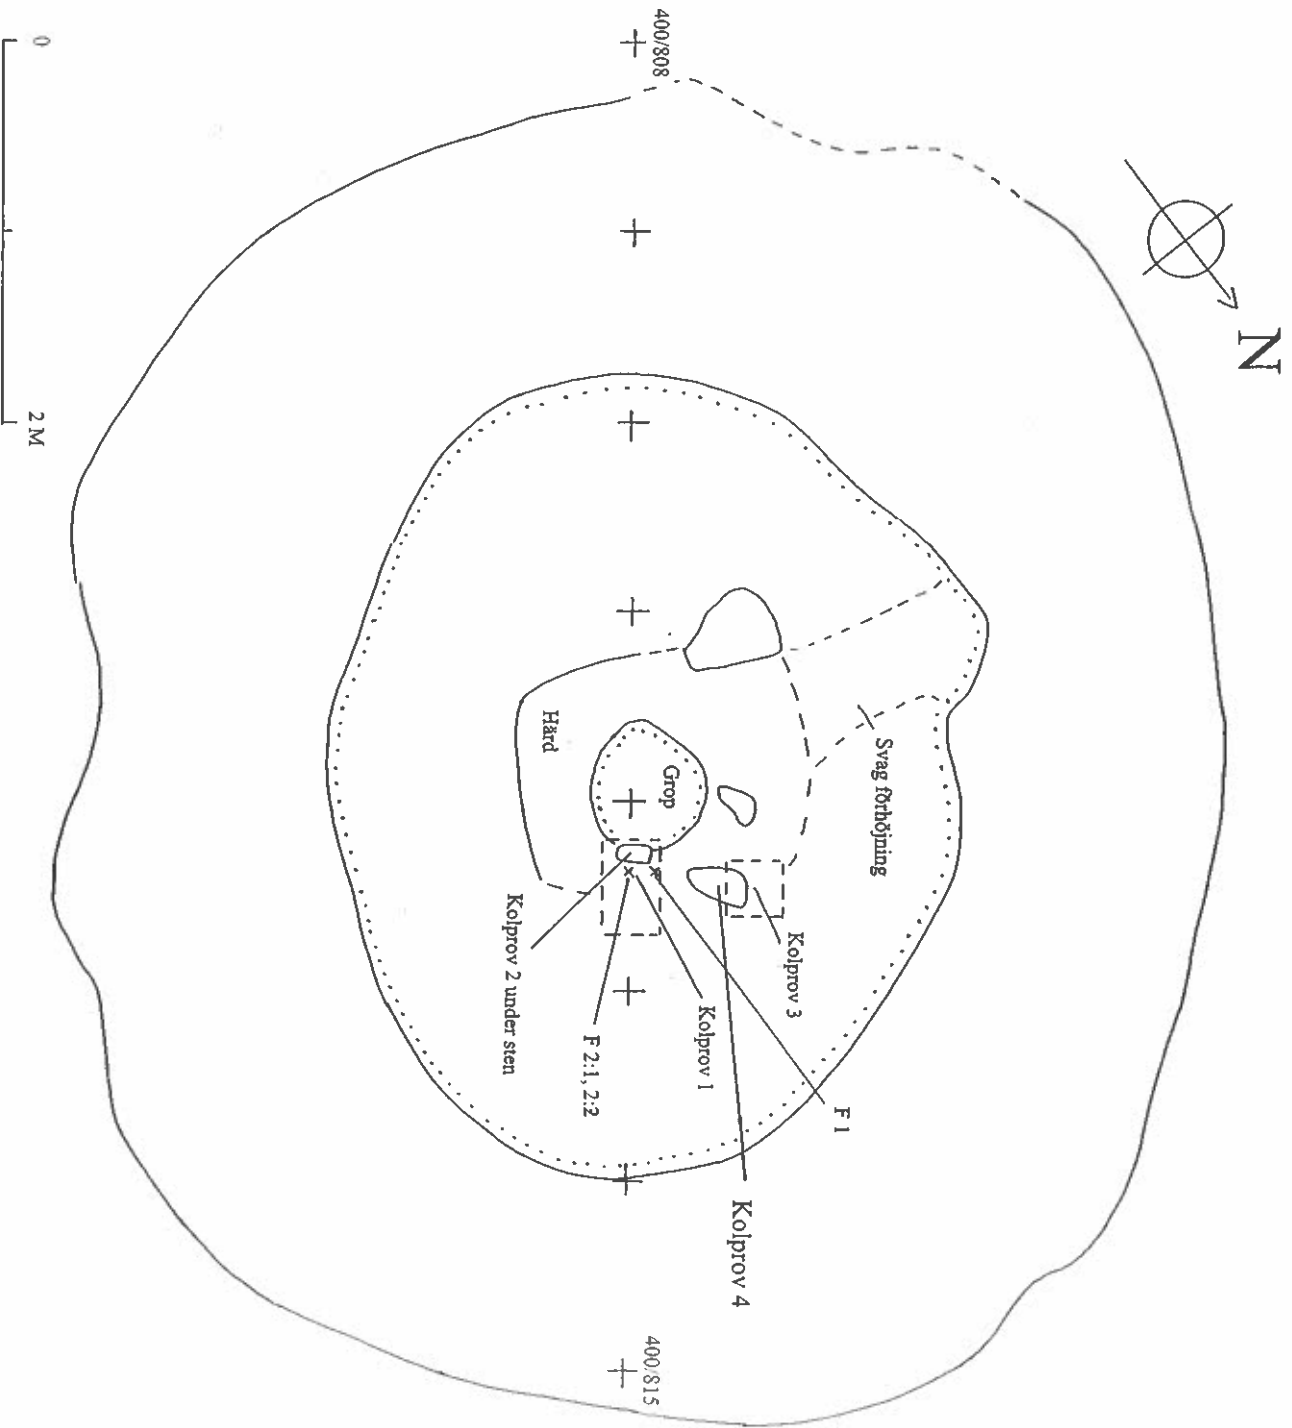 400/808
0
N
2 M
Svag förhöjning
Härd
Grop
Kolprov 3
Kolprov 2 under sten
Kolprov 1
F 2:1, 2:2
F 1
Kolprov 4
400/815